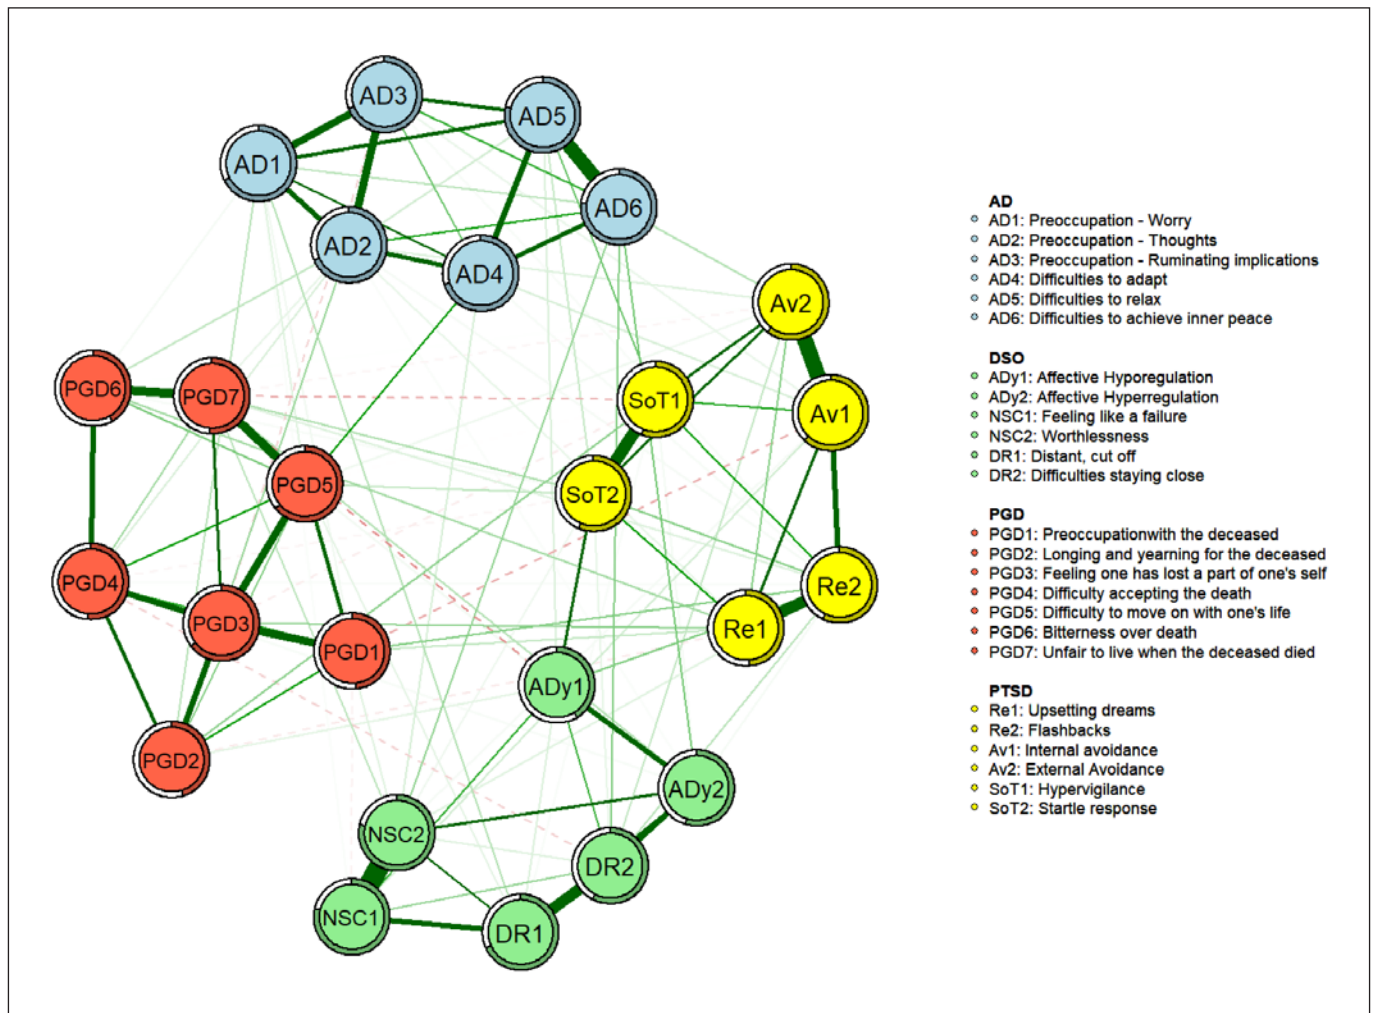 AD3
AD5
AD1
AD6
AD2
AD4
Av2
PGD6
PGD7
SoT1
Av1
PGD5
SoT2
PGD4
Re2
PGD3
Re1
PGD1
ADy1
PGD2
ADy2
NSC2
DR2
NSC1
DR1
AD
AD1: Preoccupation - Worry
AD2: Preoccupation - Thoughts
AD3: Preoccupation - Ruminating implications
AD4: Difficulties to adapt
AD5: Difficulties to relax
AD6: Difficulties to achieve inner peace
DSO
ADy1: Affective Hyporegulation
ADy2: Affective Hyperregulation
NSC1: Feeling like a failure
NSC2: Worthlessness
DR1: Distant, cut off
DR2: Difficulties staying close
PGD
PGD1: Preoccupationwith the deceased
PGD2: Longing and yearning for the deceased
PGD3: Feeling one has lost a part of one's self
PGD4: Difficulty accepting the death
PGD5: Difficulty to move on with one's life
PGD6: Bitterness over death
PGD7: Unfair to live when the deceased died
PTSD
Re1: Upsetting dreams
Re2: Flashbacks
Av1: Internal avoidance
Av2: External Avoidance
SoT1: Hypervigilance
SoT2: Startle response